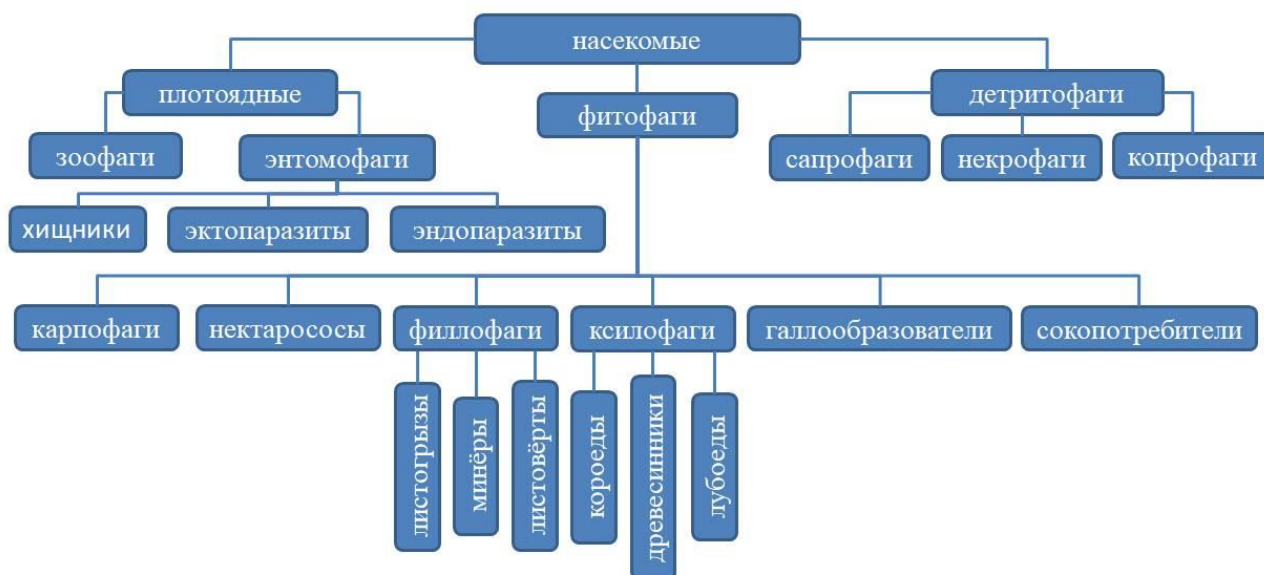 насекомые
плотоядные
фитофаги
детритофаги
зоофаги
энтомофаги
сапрофаги
некрофаги
копрофаги
хищники
эктопаразиты
эндопаразиты
карпофаги
нектарососы
филлофаги
ксилофаги
галлообразователи
сокопотребители
листогрызы
минёры
листовёрты
короеды
древесинники
лубоеды